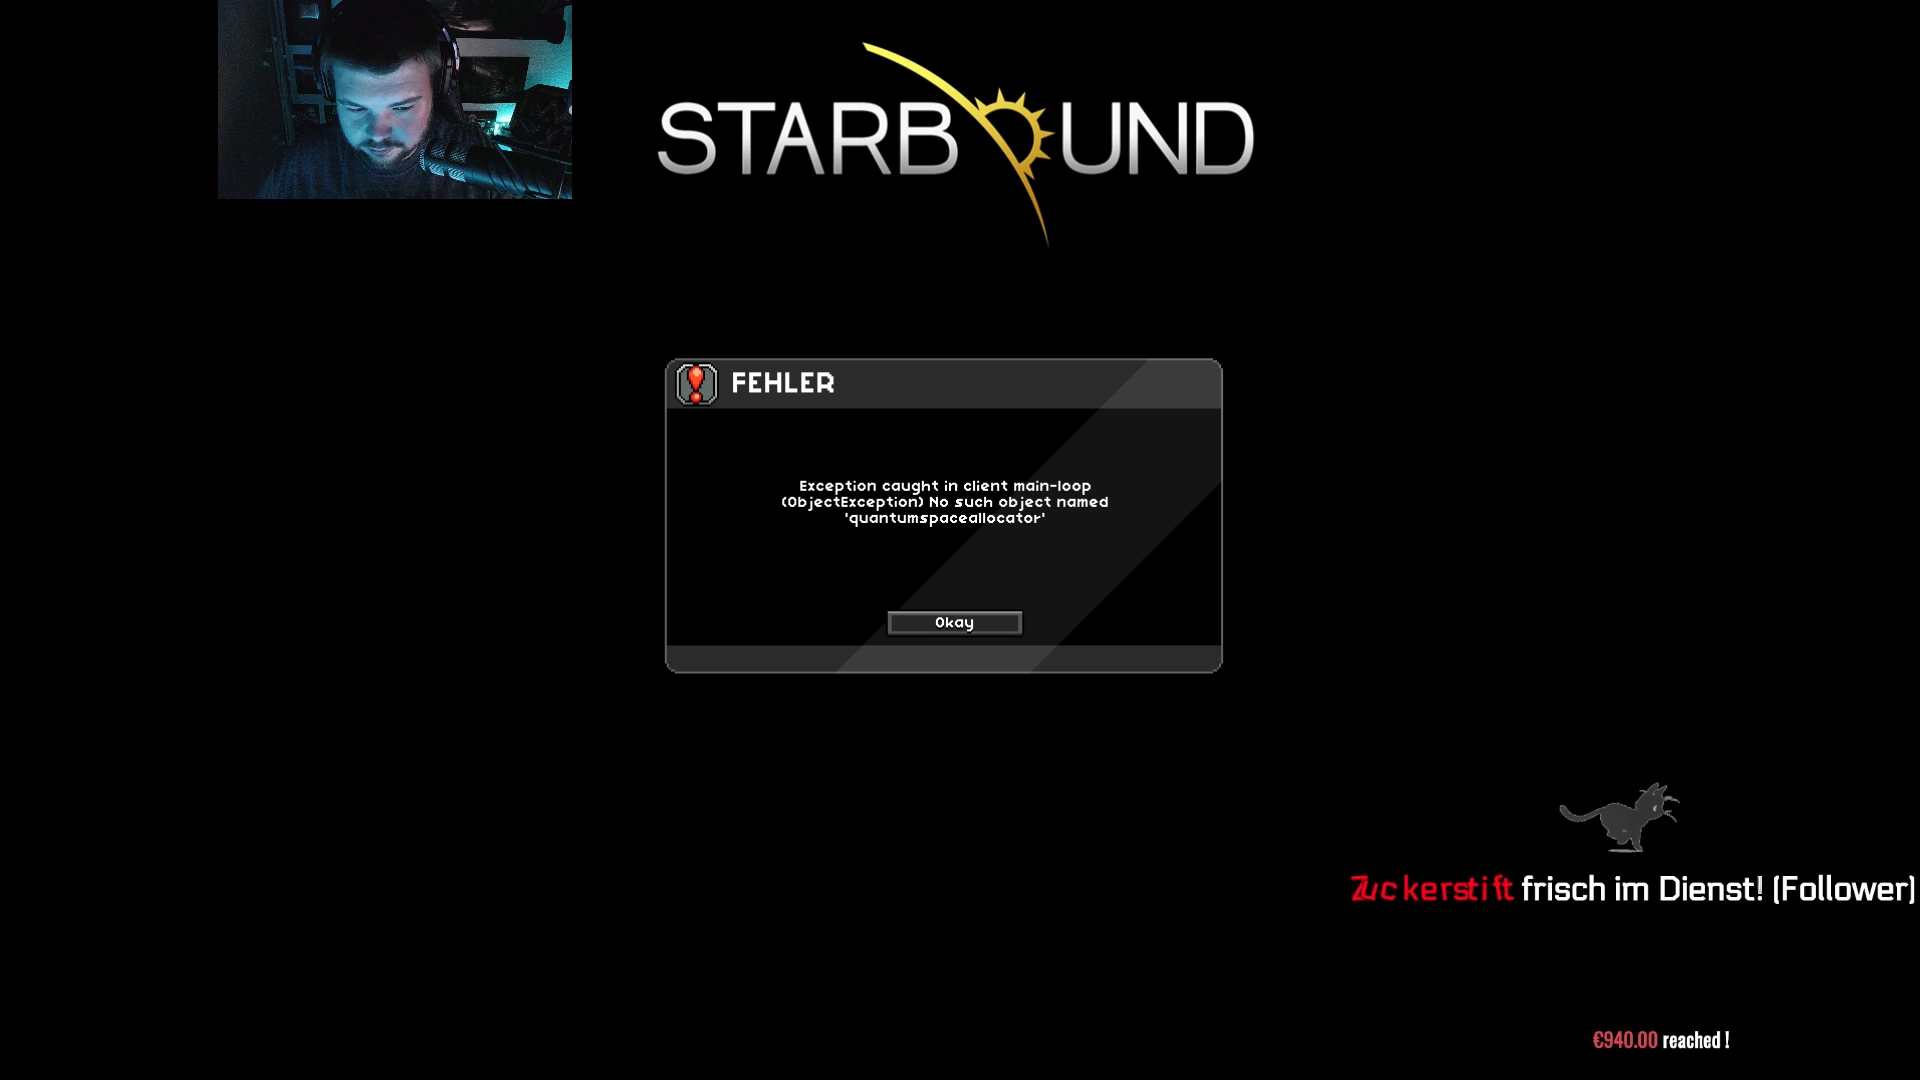 STARBOUND
FEHLER
Exception caught in client main-loop
(ObjectException) No such object named
'quantumspaceallocator'
Okay
Zuckerstift frisch im Dienst! (Follower)
€940.00 reached !